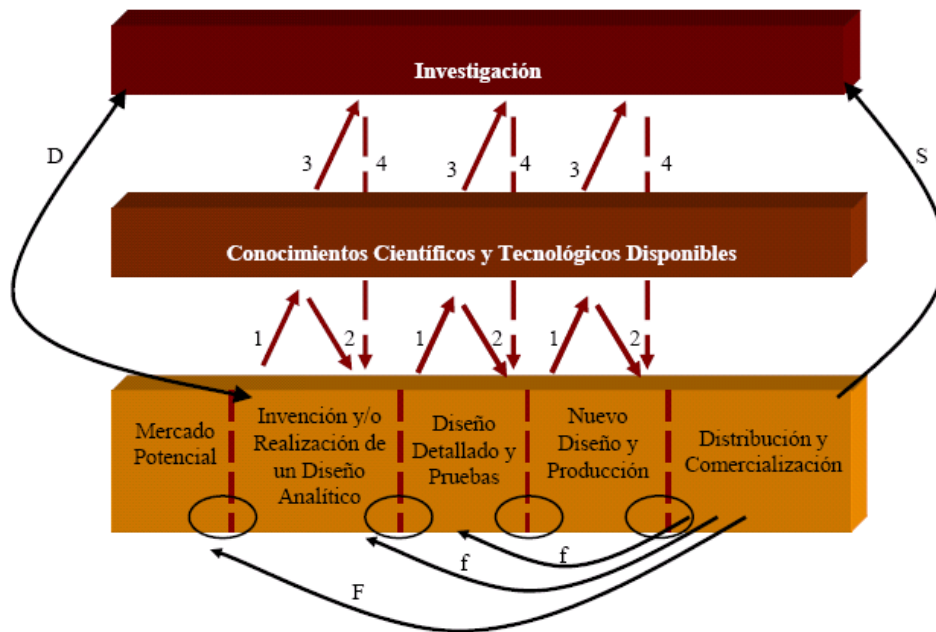 Investigación
D
S
3
4
3
4
3
4
Conocimientos Científicos y Tecnológicos Disponibles
1
2
1
2
1
2
Mercado
Potencial
Invención y/o
Realización de
un Diseño
Analítico
Diseño
Detallado y
Pruebas
Nuevo
Diseño y
Producción
Distribución y
Comercialización
f
f
F